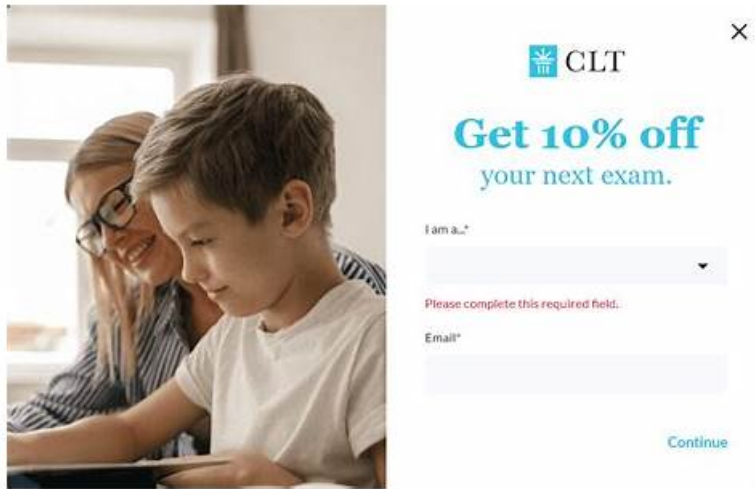 CLT
Get 10% off
your next exam.
I am a...*
Please complete this required field.
Email*
Continue